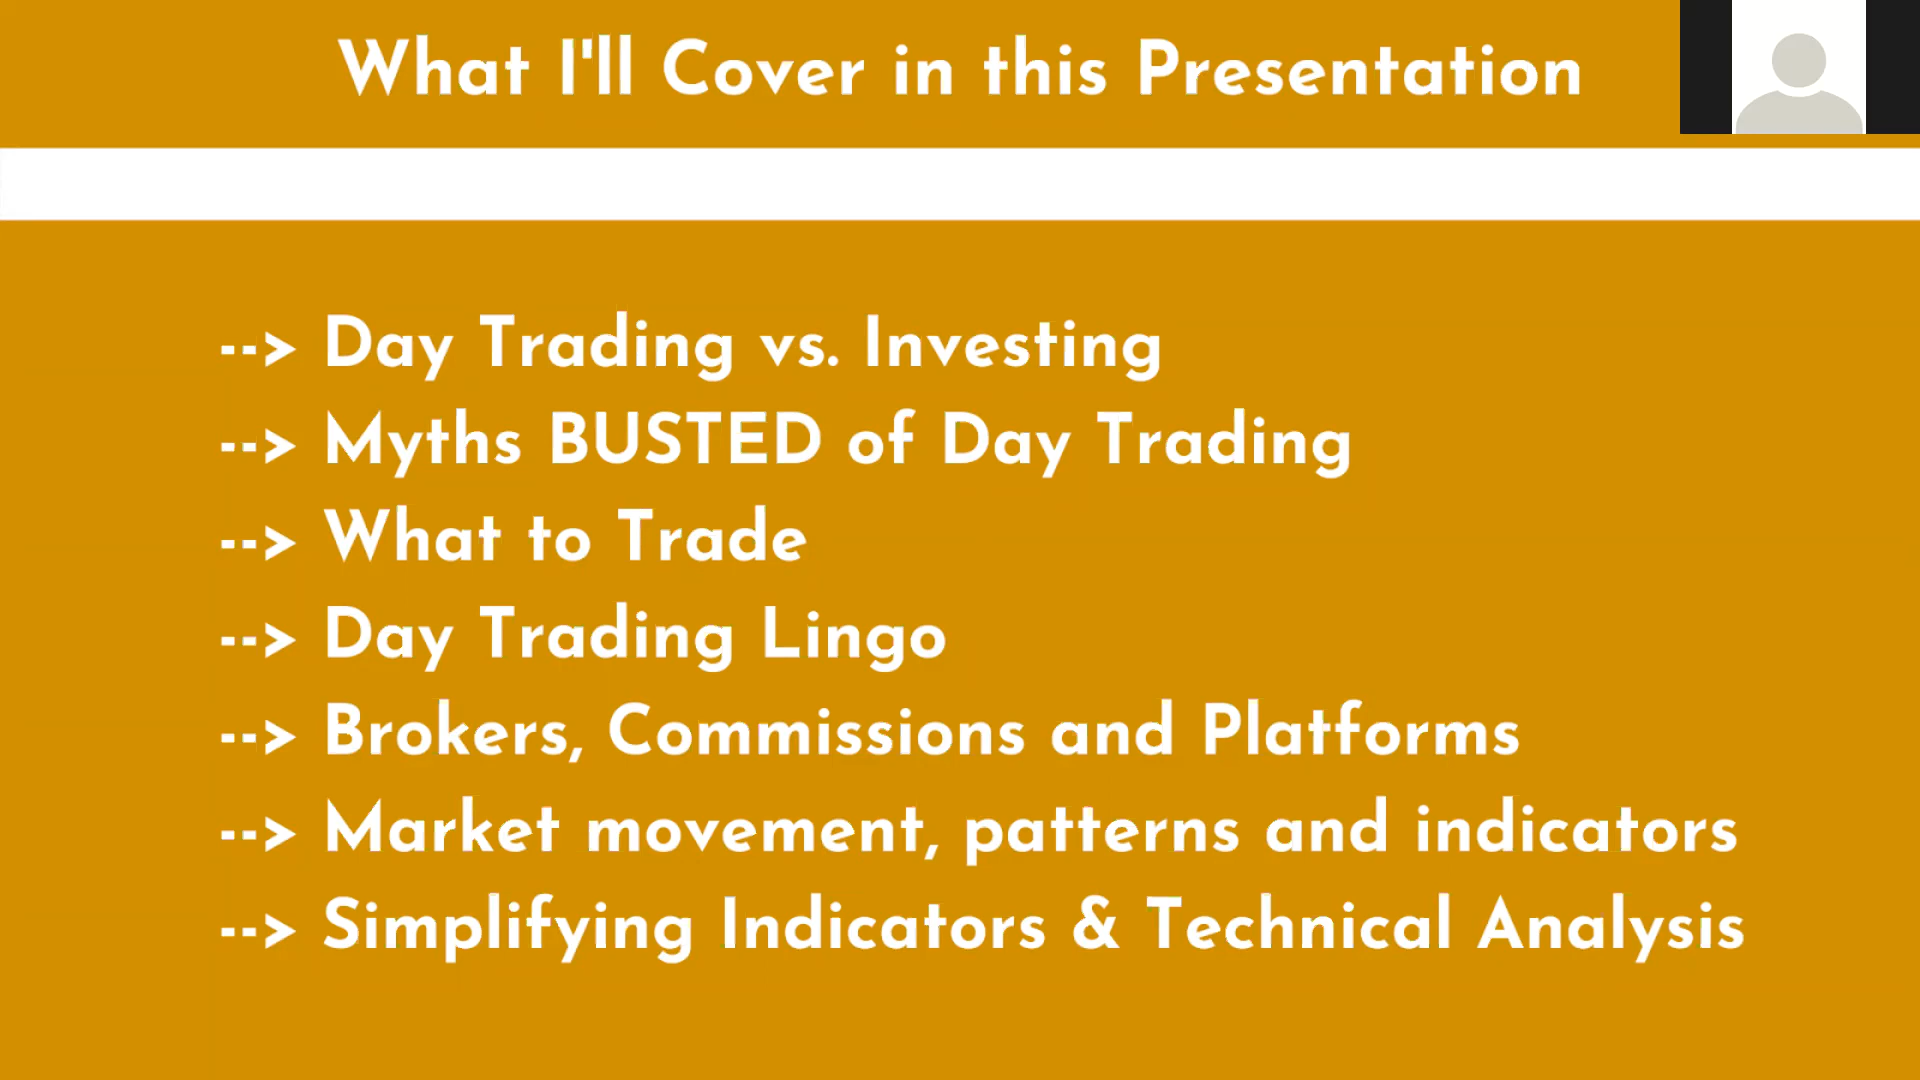 What I'll Cover in this Presentation
--> Day Trading vs. Investing
--> Myths BUSTED of Day Trading
--> What to Trade
--> Day Trading Lingo
--> Brokers, Commissions and Platforms
--> Market movement, patterns and indicators
--> Simplifying Indicators & Technical Analysis